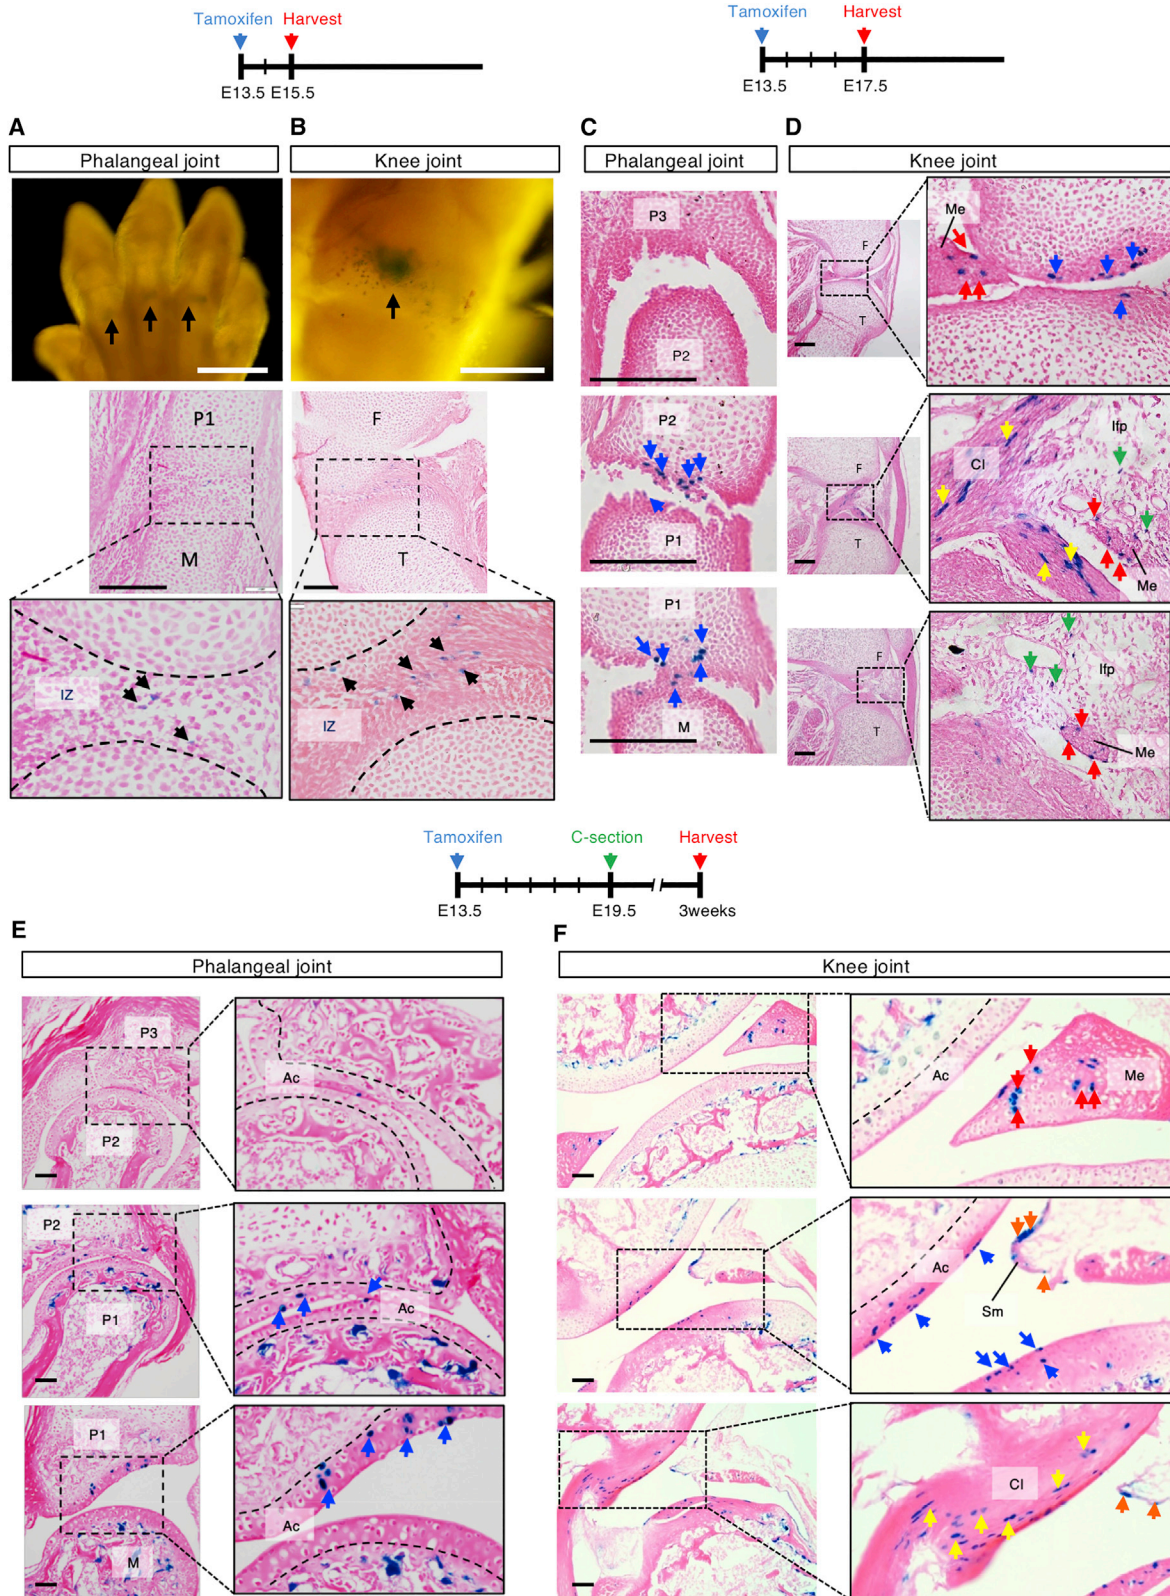 Tamoxifen Harvest
E13.5 E15.5
Tamoxifen Harvest
E13.5 E17.5
A
Phalangeal joint
B
Knee joint
P1
M
IZ
F
T
IZ
C
Phalangeal joint
P3
P2
P2
P1
P1
M
D
Knee joint
F
T
Me
F
T
Cl
Ifp
Me
F
T
Ifp
Me
Tamoxifen C-section Harvest
E13.5 E19.5 3weeks
E
Phalangeal joint
P3
P2
Ac
P2
P1
Ac
P1
M
Ac
F
Knee joint
Ac
Me
Ac
Sm
Cl